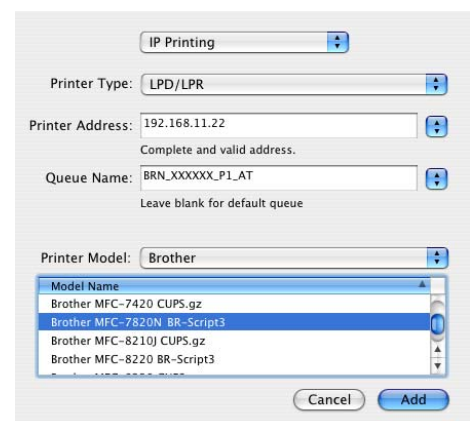 IP Printing
Printer Type: LPD/LPR
Printer Address: 192.168.11.22
Complete and valid address.
Queue Name: BRN_XXXXXX_P1_AT
Leave blank for default queue
Printer Model: Brother
Model Name
Brother MFC-7420 CUPS.gz
Brother MFC-7820N BR-Script3
Brother MFC-8210J CUPS.gz
Brother MFC-8220 BR-Script3
Cancel Add